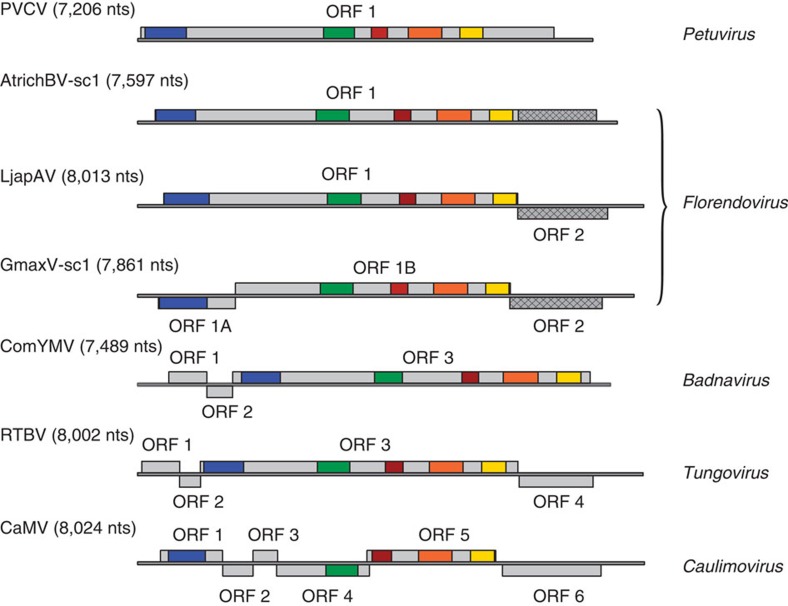 PVCV (7,206 nts)
ORF 1
Petuvirus
AtrichBV-sc1 (7,597 nts)
ORF 1
LjapAV (8,013 nts)
ORF 1
Florendovirus
ORF 2
GmaxV-sc1 (7,861 nts)
ORF 1B
ORF 1A
ORF 2
ComYMV (7,489 nts)
ORF 1
ORF 3
Badnavirus
ORF 2
RTBV (8,002 nts)
ORF 1
ORF 3
Tungovirus
ORF 2
ORF 4
CaMV (8,024 nts)
ORF 1
ORF 3
ORF 5
Caulimovirus
ORF 2
ORF 4
ORF 6